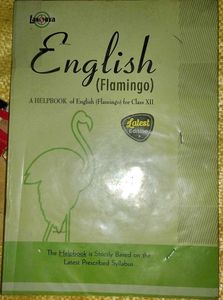 English
(Flamingo)
A HELPBOOK of English (Flamingo) for Class XII
Latest
Edition
The Helpbook is Strictly Based on the
Latest Prescribed Syllabus